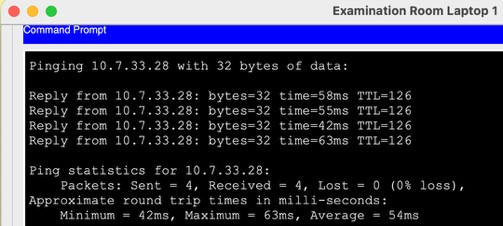 Examination Room Laptop 1
Command Prompt
Pinging 10.7.33.28 with 32 bytes of data:
Reply from 10.7.33.28: bytes=32 time=58ms TTL=126
Reply from 10.7.33.28: bytes=32 time=55ms TTL=126
Reply from 10.7.33.28: bytes=32 time=42ms TTL=126
Reply from 10.7.33.28: bytes=32 time=63ms TTL=126
Ping statistics for 10.7.33.28:
Packets: Sent = 4, Received = 4, Lost = 0 (0% loss),
Approximate round trip times in milli-seconds:
Minimum = 42ms, Maximum = 63ms, Average = 54ms